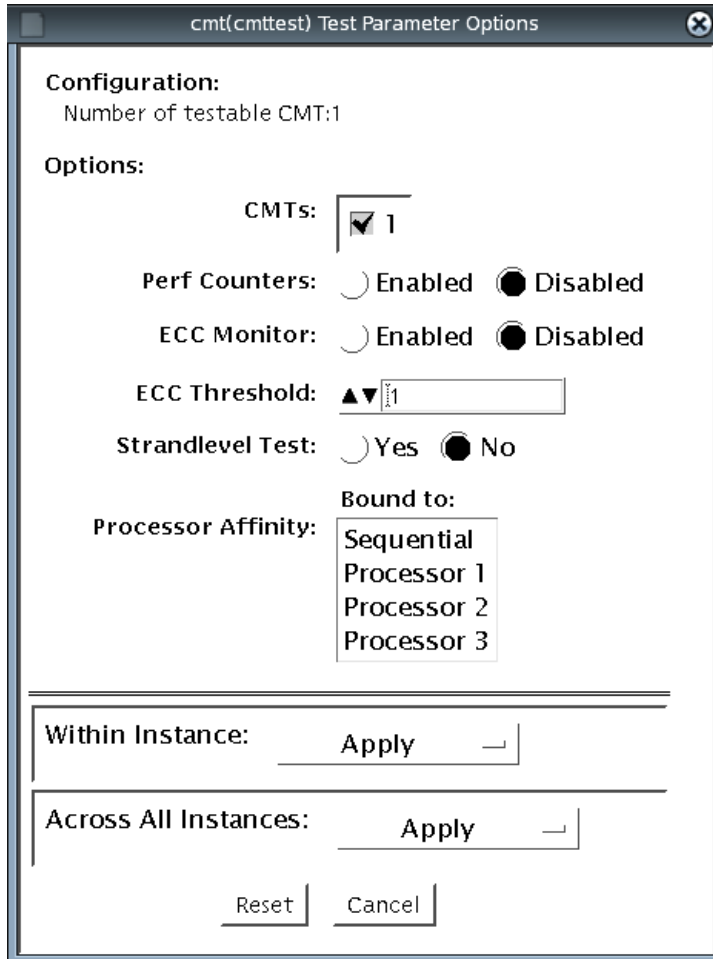 cmt(cmttest) Test Parameter Options
Configuration:
Number of testable CMT:1
Options:
CMTs: 1
Perf Counters: Enabled Disabled
ECC Monitor: Enabled Disabled
ECC Threshold: 1
Strandlevel Test: Yes No
Bound to:
Processor Affinity:
Sequential
Processor 1
Processor 2
Processor 3
Within Instance: Apply
Across All Instances: Apply
Reset Cancel